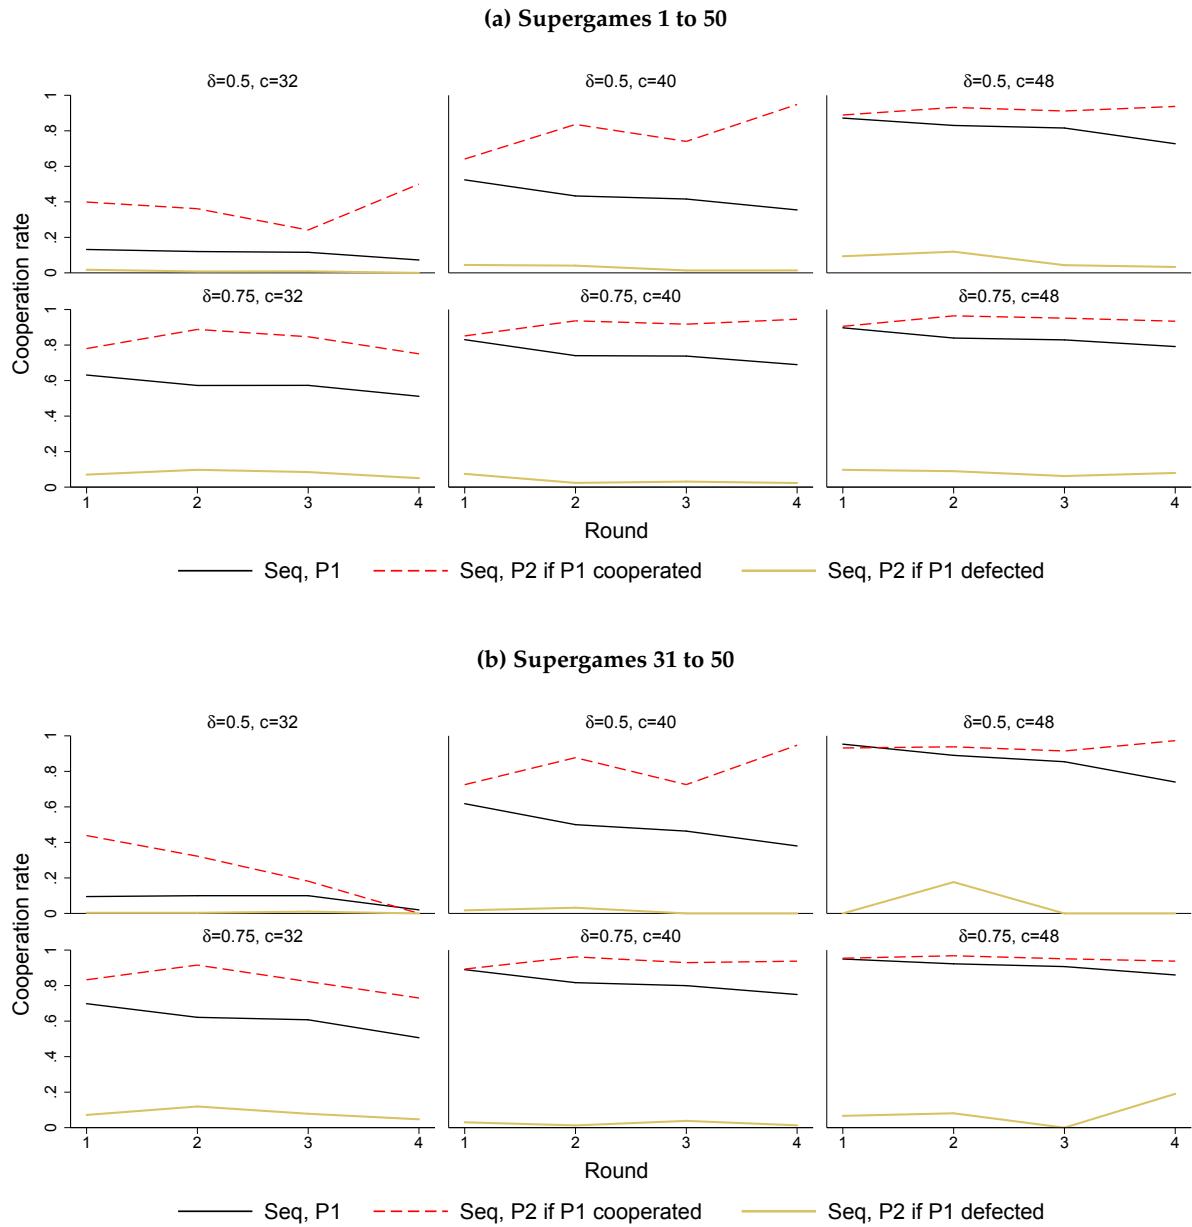 (a) Supergames 1 to 50
δ=0.5, c=32
δ=0.5, c=40
δ=0.5, c=48
Cooperation rate
0 .2 .4 .6 .8 1
δ=0.75, c=32
δ=0.75, c=40
δ=0.75, c=48
0 .2 .4 .6 .8 1
1 2 3 4
1 2 3 4
1 2 3 4
Round
Seq, P1
Seq, P2 if P1 cooperated
Seq, P2 if P1 defected
(b) Supergames 31 to 50
δ=0.5, c=32
δ=0.5, c=40
δ=0.5, c=48
Cooperation rate
0 .2 .4 .6 .8 1
δ=0.75, c=32
δ=0.75, c=40
δ=0.75, c=48
0 .2 .4 .6 .8 1
1 2 3 4
1 2 3 4
1 2 3 4
Round
Seq, P1
Seq, P2 if P1 cooperated
Seq, P2 if P1 defected